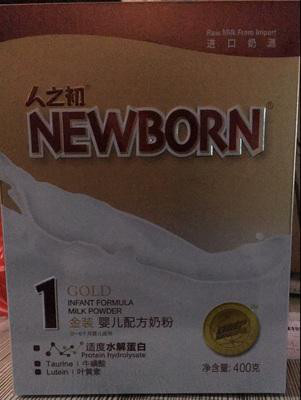 Raw Milk From Import
进口奶源
人之初®
NEWBORN®
1
GOLD
INFANT FORMULA
MILK POWDER
金装 婴儿配方奶粉
适度水解蛋白
Protein hydrolysate
Taurine | 牛磺酸
Lutein | 叶黄素
净含量: 400克